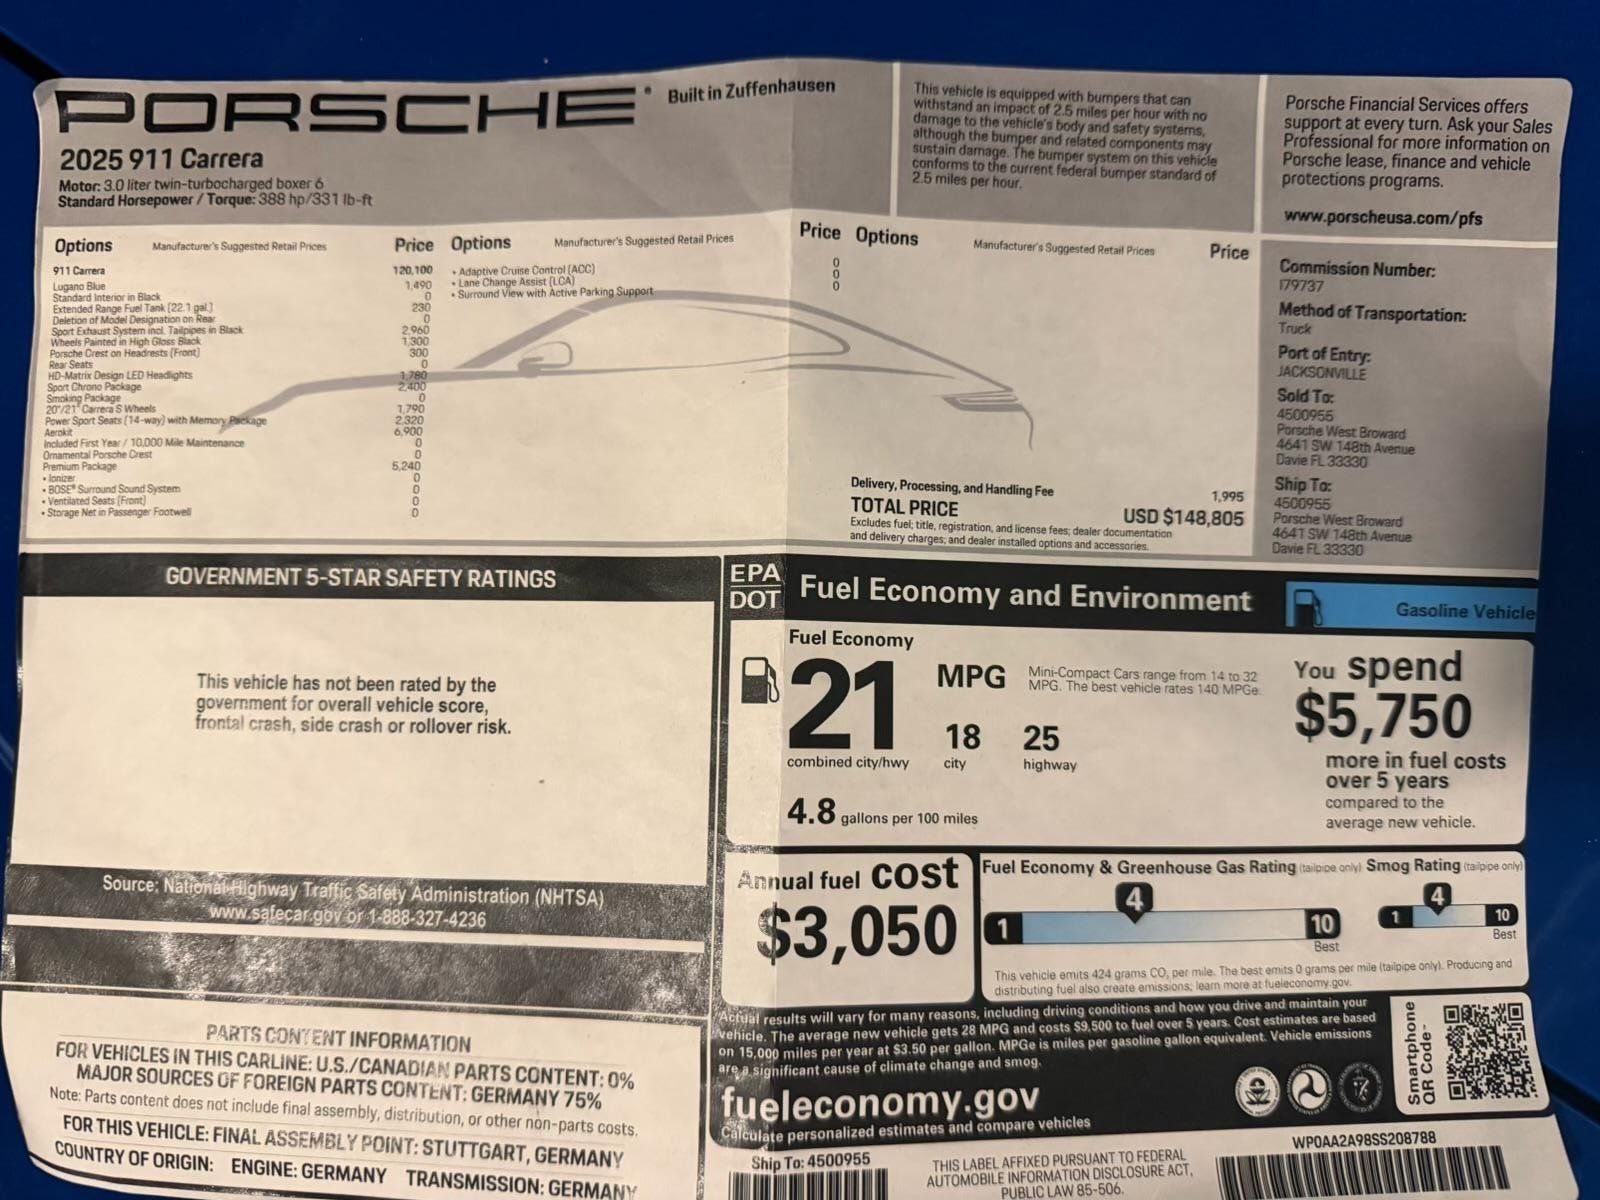 PORSCHE® Built in Zuffenhausen
2025 911 Carrera
Motor: 3.0 liter twin-turbocharged boxer 6
Standard Horsepower / Torque: 388 hp/331 lb-ft
This vehicle is equipped with bumpers that can
withstand an impact of 2.5 miles per hour with no
damage to the vehicle's body and safety systems,
although the bumper and related components may
sustain damage. The bumper system on this vehicle
conforms to the current federal bumper standard of
2.5 miles per hour.
Porsche Financial Services offers
support at every turn. Ask your Sales
Professional for more information on
Porsche lease, finance and vehicle
protections programs.
www.porscheusa.com/pfs
Options Manufacturer's Suggested Retail Prices Price
911 Carrera 120,100
Lugano Blue 1,490
Standard Interior in Black 0
Extended Range Fuel Tank (22.1 gal.) 230
Deletion of Model Designation on Rear 0
Sport Exhaust System incl. Tailpipes in Black 2,960
Wheels Painted in High Gloss Black 1,300
Porsche Crest on Headrests (Front) 300
Rear Seats 0
HD-Matrix Design LED Headlights 1,780
Sport Chrono Package 2,400
Smoking Package 0
20"/21" Carrera S Wheels 1,790
Power Sport Seats (14-way) with Memory Package 2,320
Aerokit 6,900
Included First Year / 10,000 Mile Maintenance 0
Ornamental Porsche Crest 0
Premium Package 5,240
• Ionizer 0
• BOSE® Surround Sound System 0
• Ventilated Seats (Front) 0
• Storage Net in Passenger Footwell 0
Options Manufacturer's Suggested Retail Prices Price
• Adaptive Cruise Control (ACC) 0
• Lane Change Assist (LCA) 0
• Surround View with Active Parking Support 0
Options Manufacturer's Suggested Retail Prices Price
Delivery, Processing, and Handling Fee 1,995
TOTAL PRICE USD $148,805
Excludes fuel; title, registration, and license fees; dealer documentation
and delivery charges; and dealer installed options and accessories.
Commission Number:
179737
Method of Transportation:
Truck
Port of Entry:
JACKSONVILLE
Sold To:
4500955
Porsche West Broward
4641 SW 148th Avenue
Davie FL 33330
Ship To:
4500955
Porsche West Broward
4641 SW 148th Avenue
Davie FL 33330
GOVERNMENT 5-STAR SAFETY RATINGS
This vehicle has not been rated by the
government for overall vehicle score,
frontal crash, side crash or rollover risk.
Source: National Highway Traffic Safety Administration (NHTSA)
www.safecar.gov or 1-888-327-4236
PARTS CONTENT INFORMATION
FOR VEHICLES IN THIS CARLINE: U.S./CANADIAN PARTS CONTENT: 0%
MAJOR SOURCES OF FOREIGN PARTS CONTENT: GERMANY 75%
Note: Parts content does not include final assembly, distribution, or other non-parts costs.
FOR THIS VEHICLE: FINAL ASSEMBLY POINT: STUTTGART, GERMANY
COUNTRY OF ORIGIN: ENGINE: GERMANY TRANSMISSION: GERMANY
EPA
DOT
Fuel Economy and Environment
Gasoline Vehicle
Fuel Economy
21 MPG
Mini-Compact Cars range from 14 to 32
MPG. The best vehicle rates 140 MPGe.
18 25
combined city/hwy city highway
4.8 gallons per 100 miles
You spend
$5,750
more in fuel costs
over 5 years
compared to the
average new vehicle.
Annual fuel cost
$3,050
Fuel Economy & Greenhouse Gas Rating (tailpipe only)
4
1 10
Best
Smog Rating (tailpipe only)
4
1 10
Best
This vehicle emits 424 grams CO2 per mile. The best emits 0 grams per mile (tailpipe only). Producing and
distributing fuel also create emissions; learn more at fueleconomy.gov.
Actual results will vary for many reasons, including driving conditions and how you drive and maintain your
vehicle. The average new vehicle gets 28 MPG and costs $9,500 to fuel over 5 years. Cost estimates are based
on 15,000 miles per year at $3.50 per gallon. MPGe is miles per gasoline gallon equivalent. Vehicle emissions
are a significant cause of climate change and smog.
fueleconomy.gov
Calculate personalized estimates and compare vehicles
Smartphone
QR Code™
Ship To: 4500955
THIS LABEL AFFIXED PURSUANT TO FEDERAL
AUTOMOBILE INFORMATION DISCLOSURE ACT,
PUBLIC LAW 85-506.
WP0AA2A98SS208788